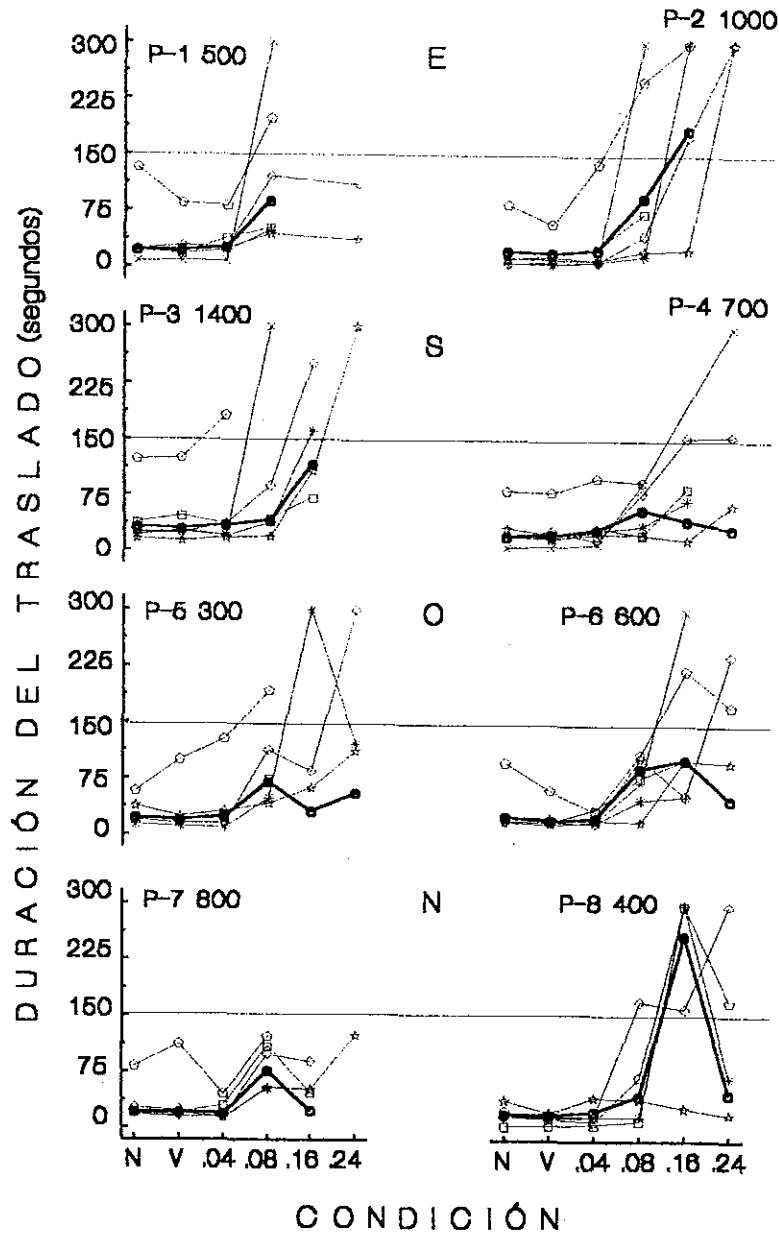 P-1 500
E
P-2 1000
300
225
150
75
0
P-3 1400
S
P-4 700
300
225
150
75
0
P-5 300
O
P-6 600
300
225
150
75
0
P-7 800
N
P-8 400
300
225
150
75
0
N V .04 .08 .16 .24
N V .04 .08 .16 .24
CONDICIÓN
DURACIÓN DEL TRASLADO (segundos)